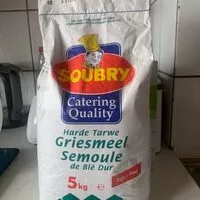 SOUBRY
Catering
Quality
Harde Tarwe
Griesmeel
Semoule
de Blé Dur
5kg e